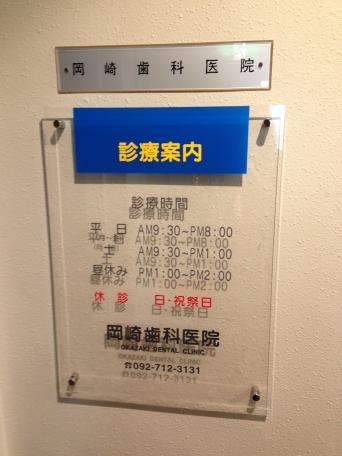 岡崎歯科医院
診療案内
診療時間
平日 AM9:30~PM8:00
土 AM9:30~PM1:00
昼休み PM1:00~PM2:00
休診 日・祝祭日
岡崎歯科医院
OKAZAKI DENTAL CLINIC
☎092-712-3131